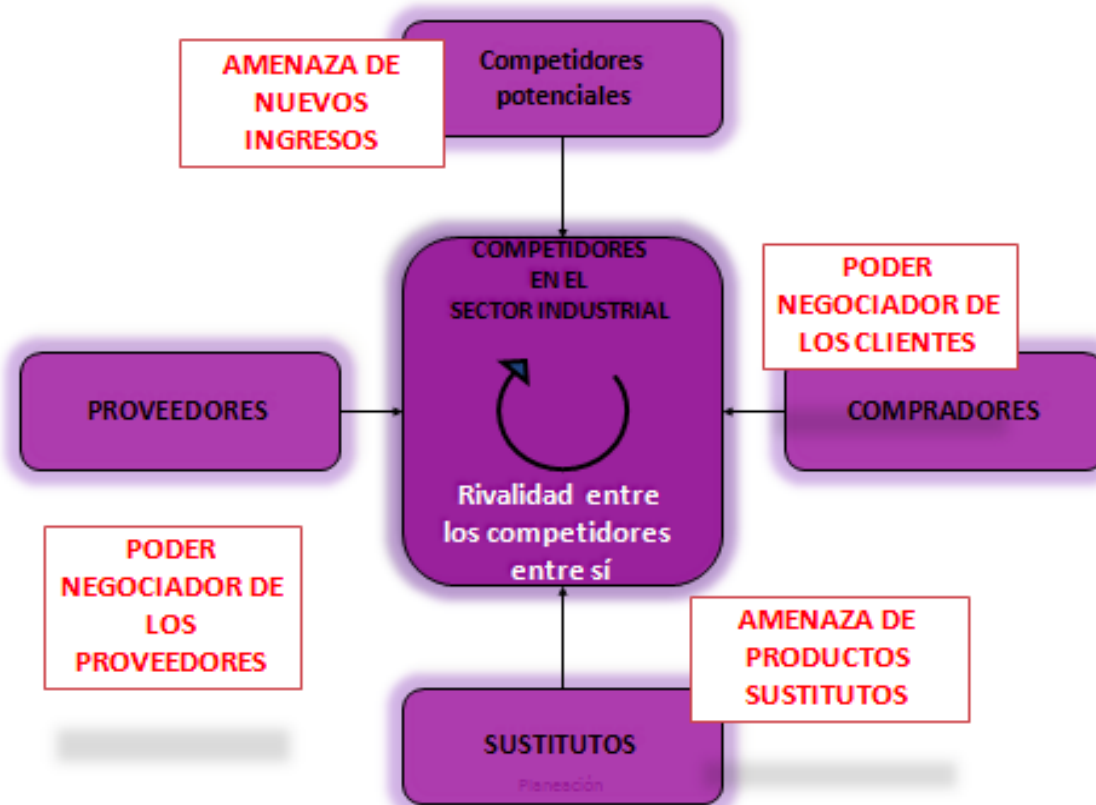 AMENAZA DE
NUEVOS
INGRESOS
Competidores
potenciales
COMPETIDORES
EN EL
SECTOR INDUSTRIAL
PODER
NEGOCIADOR DE
LOS CLIENTES
PROVEEDORES
COMPRADORES
Rivalidad entre
los competidores
entre sí
PODER
NEGOCIADOR DE
LOS
PROVEEDORES
AMENAZA DE
PRODUCTOS
SUSTITUTOS
SUSTITUTOS
Planeación